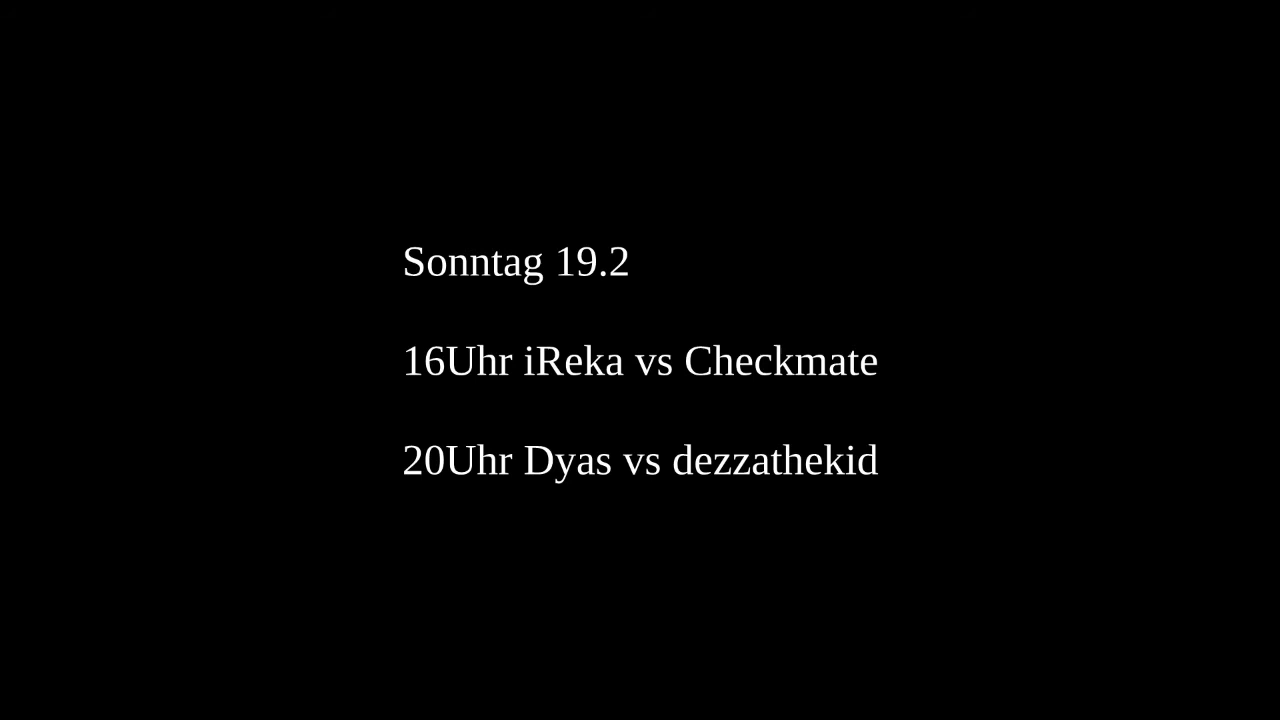 Sonntag 19.2
16Uhr iReka vs Checkmate
20Uhr Dyas vs dezzathekid